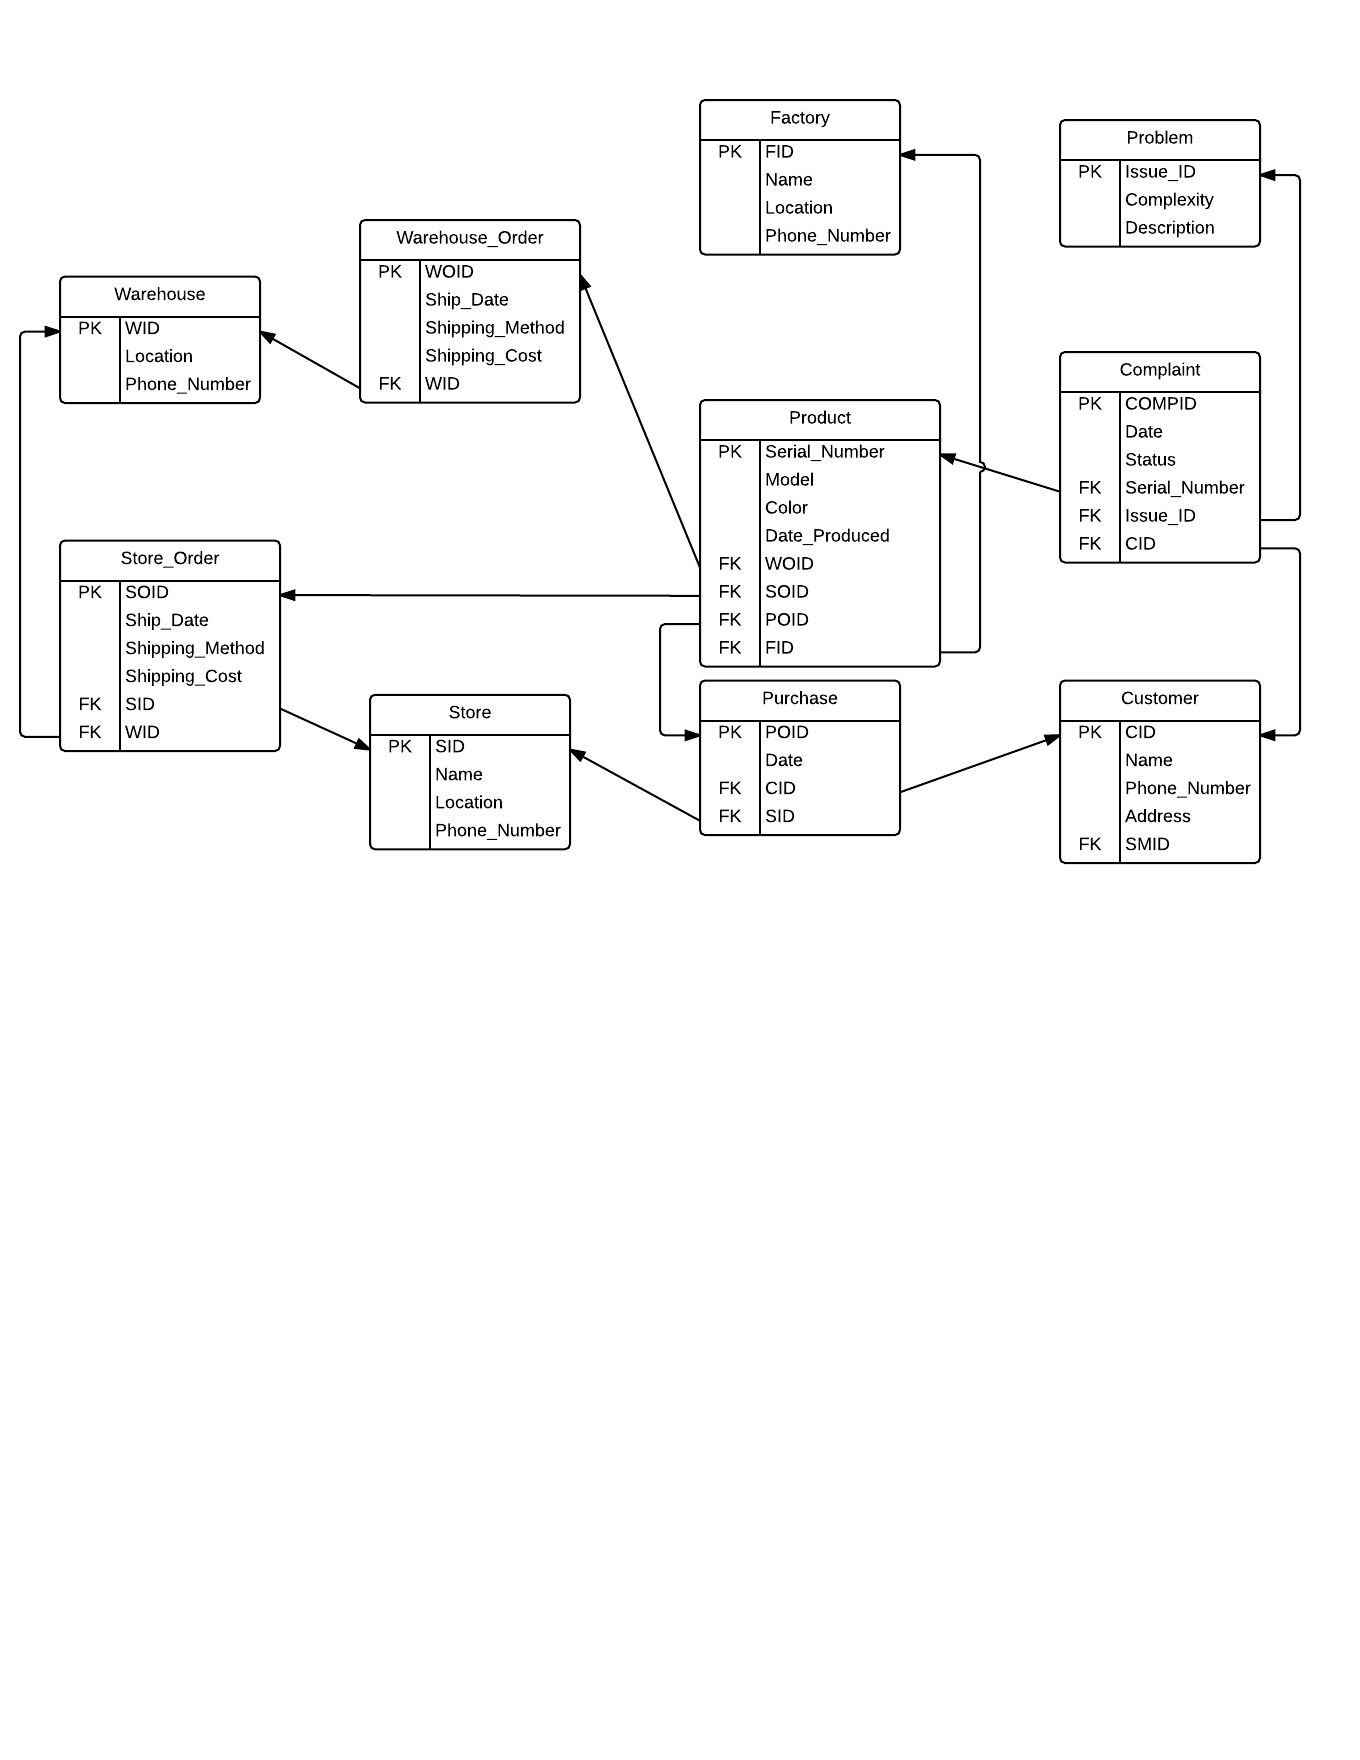 Factory
PK FID
Name
Location
Phone_Number
Problem
PK Issue_ID
Complexity
Description
Warehouse_Order
PK WOID
Ship_Date
Shipping_Method
Shipping_Cost
FK WID
Warehouse
PK WID
Location
Phone_Number
Complaint
PK COMPID
Date
Status
FK Serial_Number
FK Issue_ID
FK CID
Product
PK Serial_Number
Model
Color
Date_Produced
FK WOID
FK SOID
FK POID
FK FID
Store_Order
PK SOID
Ship_Date
Shipping_Method
Shipping_Cost
FK SID
FK WID
Store
PK SID
Name
Location
Phone_Number
Purchase
PK POID
Date
FK CID
FK SID
Customer
PK CID
Name
Phone_Number
Address
FK SMID